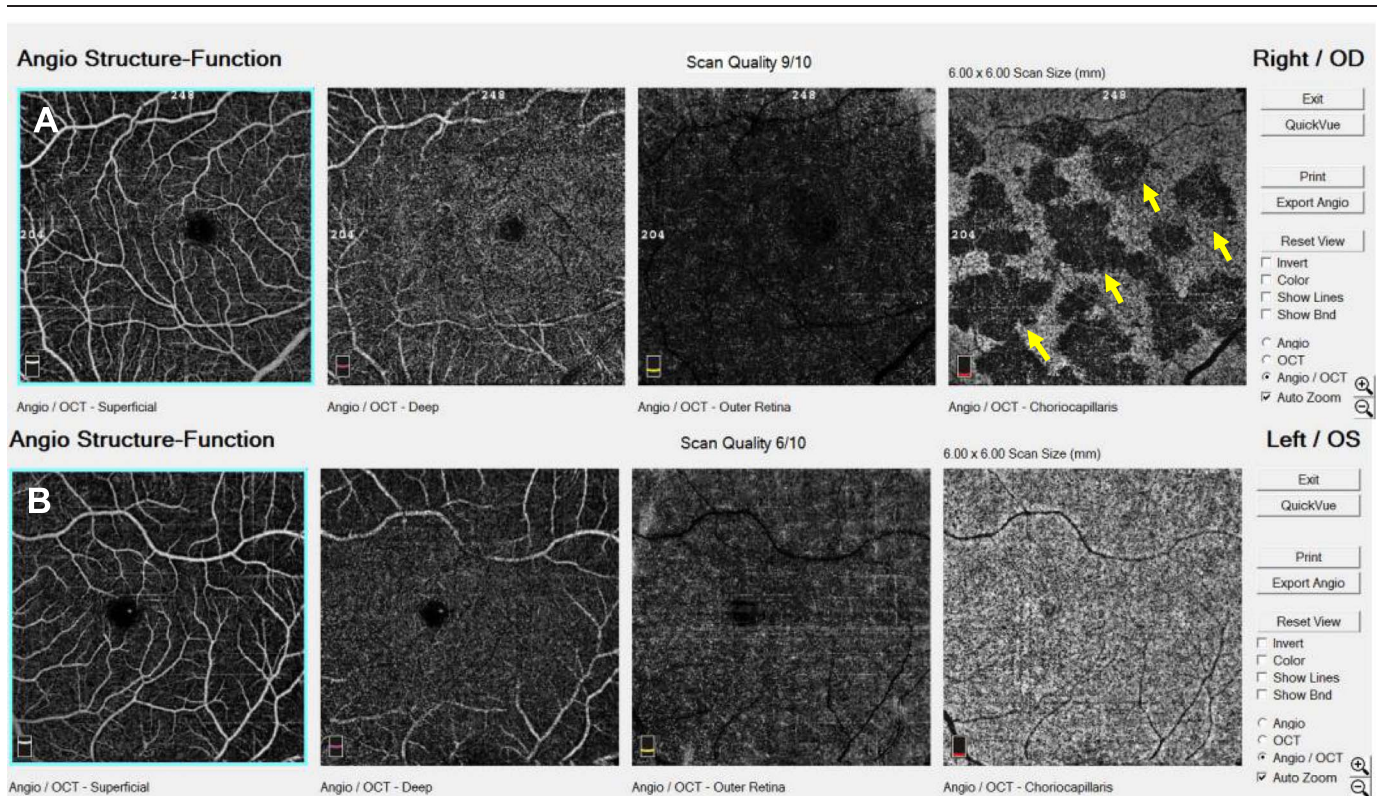 Angio Structure-Function
Scan Quality 9/10
6.00 x 6.00 Scan Size (mm)
Right / OD
A
248
248
248
248
204
204
204
204
Exit
QuickVue
Print
Export Angio
Reset View
Invert
Color
Show Lines
Show Bnd
Angio
OCT
Angio / OCT
Auto Zoom
Angio / OCT - Superficial
Angio / OCT - Deep
Angio / OCT - Outer Retina
Angio / OCT - Choriocapillaris
Angio Structure-Function
Scan Quality 6/10
6.00 x 6.00 Scan Size (mm)
Left / OS
B
Exit
QuickVue
Print
Export Angio
Reset View
Invert
Color
Show Lines
Show Bnd
Angio
OCT
Angio / OCT
Auto Zoom
Angio / OCT - Superficial
Angio / OCT - Deep
Angio / OCT - Outer Retina
Angio / OCT - Choriocapillaris